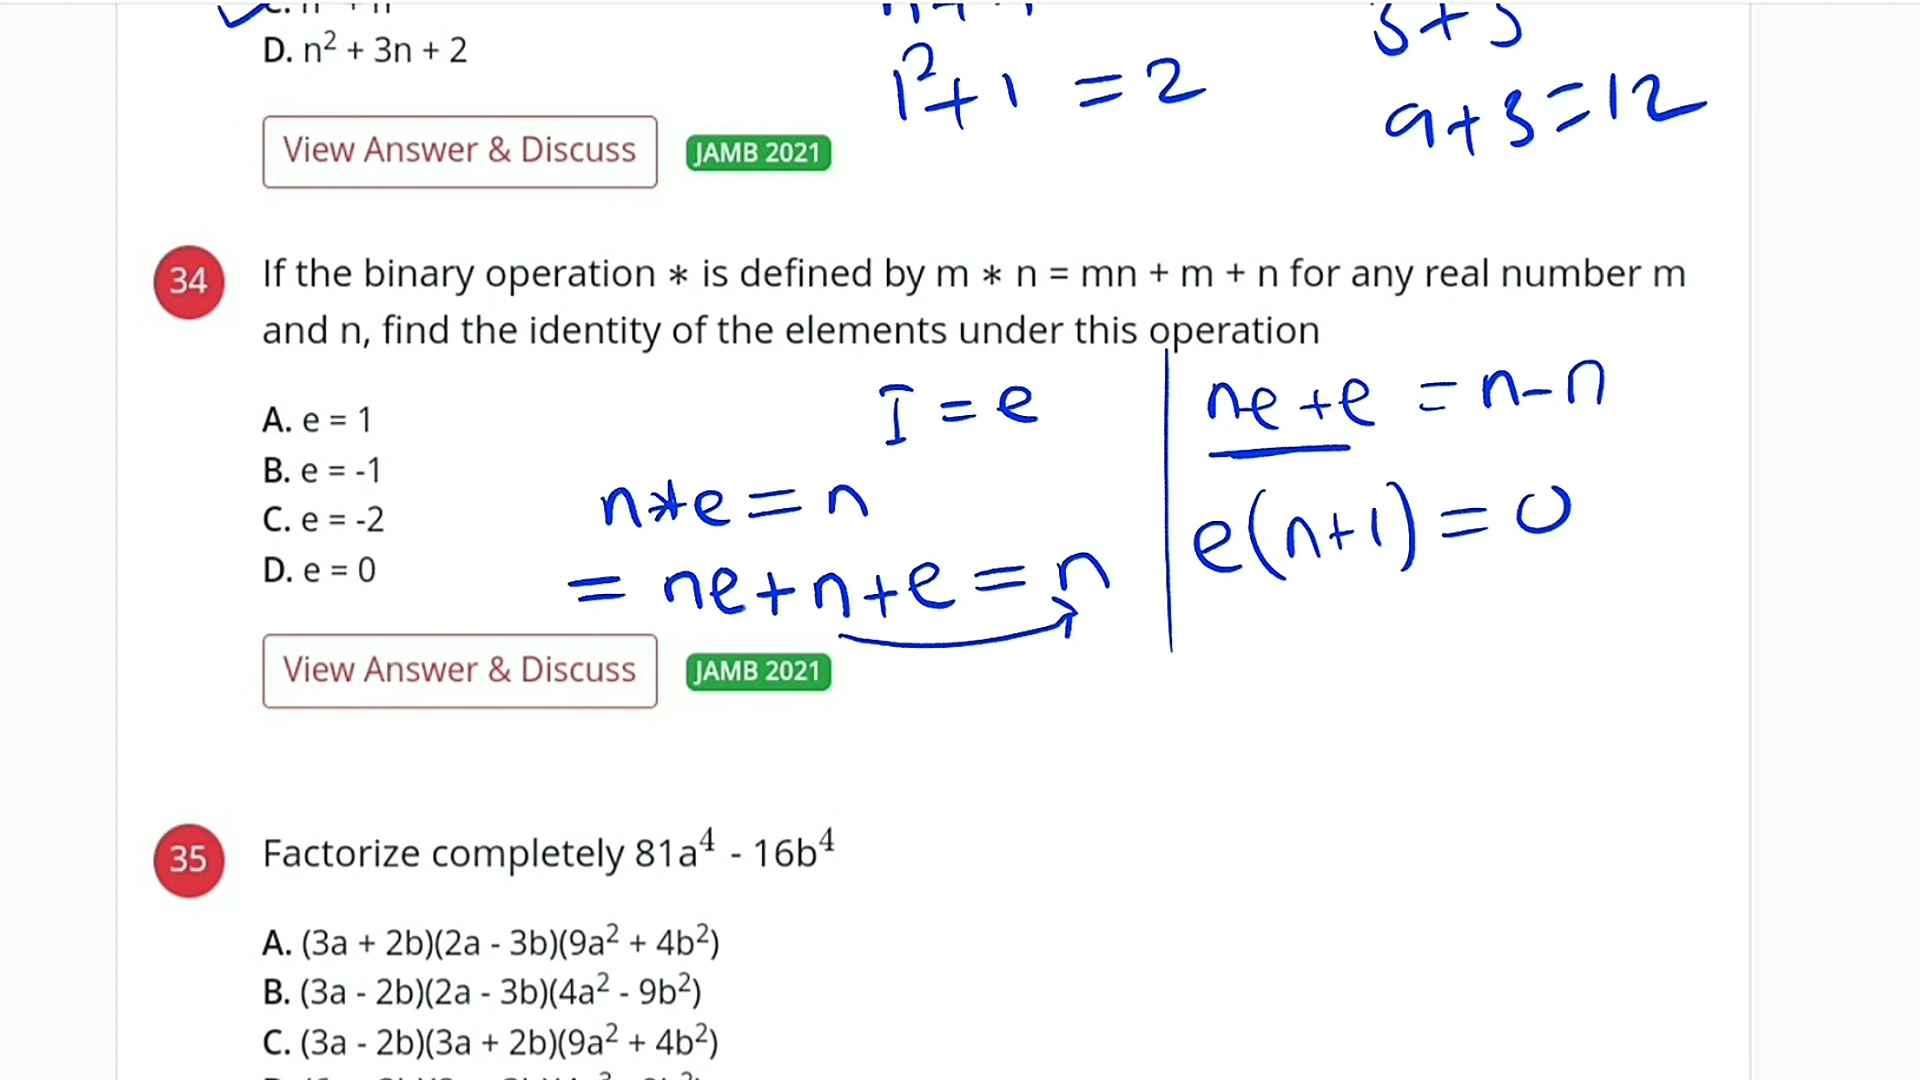 D. n² + 3n + 2
1² + 1 = 2
9 + 3 = 12
View Answer & Discuss
JAMB 2021
34
If the binary operation ∗ is defined by m ∗ n = mn + m + n for any real number m
and n, find the identity of the elements under this operation
A. e = 1
B. e = -1
C. e = -2
D. e = 0
I = e
n*e = n
= ne + n + e = n
ne + e = n - n
e(n+1) = 0
View Answer & Discuss
JAMB 2021
35
Factorize completely 81a⁴ - 16b⁴
A. (3a + 2b)(2a - 3b)(9a² + 4b²)
B. (3a - 2b)(2a - 3b)(4a² - 9b²)
C. (3a - 2b)(3a + 2b)(9a² + 4b²)